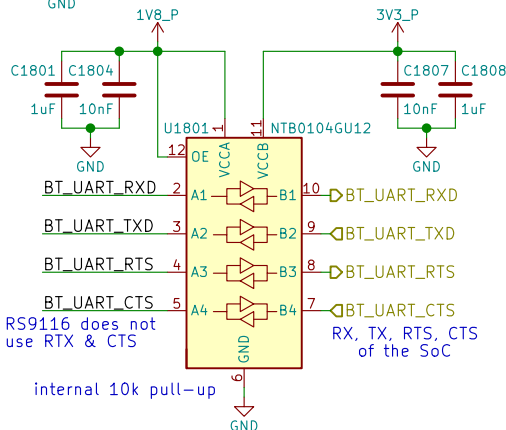 GND
1V8_P
3V3_P
C1801 C1804
C1807 C1808
1uF 10nF
10nF 1uF
GND
GND
U1801
NTB0104GU12
1
11
VCCA
VCCB
12 OE
BT_UART_RXD 2 A1 B1 10 BT_UART_RXD
BT_UART_TXD 3 A2 B2 9 BT_UART_TXD
BT_UART_RTS 4 A3 B3 8 BT_UART_RTS
BT_UART_CTS 5 A4 B4 7 BT_UART_CTS
RS9116 does not
use RTX & CTS
RX, TX, RTS, CTS
of the SoC
GND
6
internal 10k pull-up
GND